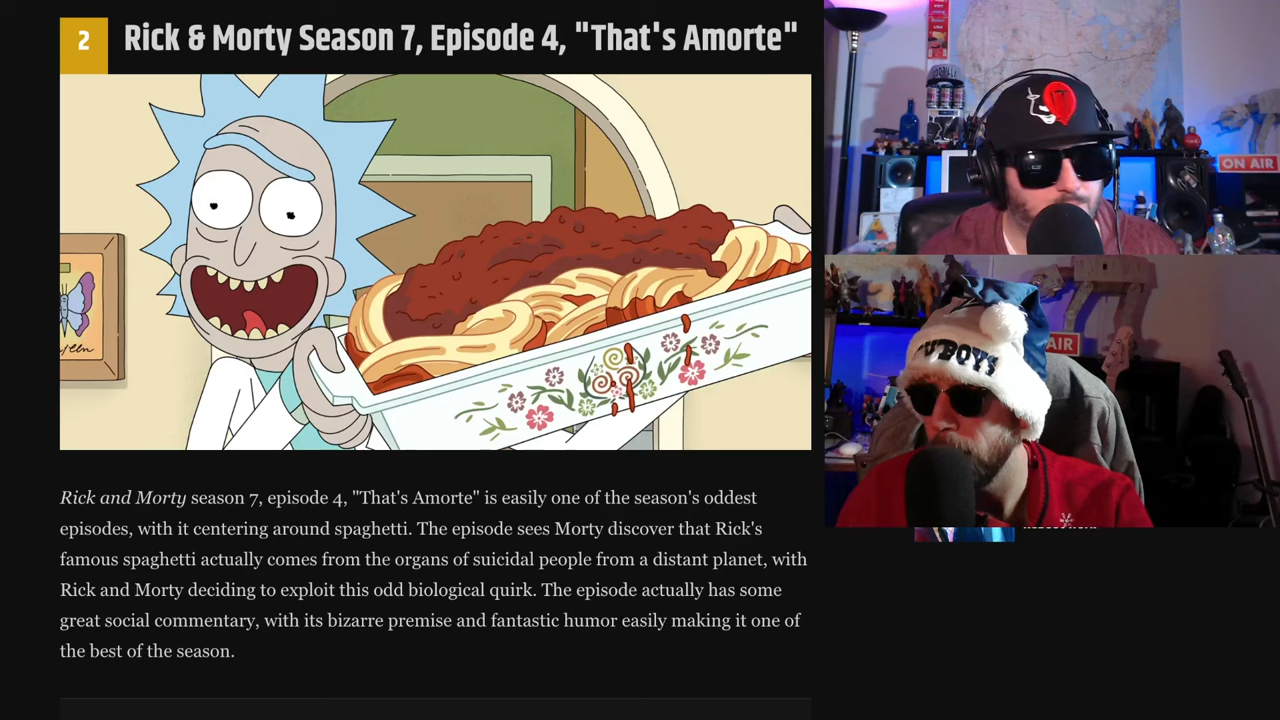 2
Rick & Morty Season 7, Episode 4, "That's Amorte"
ON AIR
AIR
Rick and Morty season 7, episode 4, "That's Amorte" is easily one of the season's oddest
episodes, with it centering around spaghetti. The episode sees Morty discover that Rick's
famous spaghetti actually comes from the organs of suicidal people from a distant planet, with
Rick and Morty deciding to exploit this odd biological quirk. The episode actually has some
great social commentary, with its bizarre premise and fantastic humor easily making it one of
the best of the season.